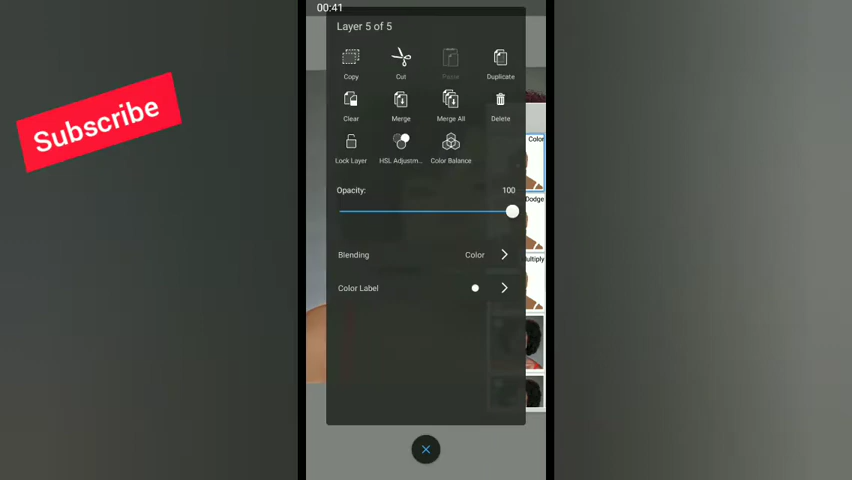 00:41
Layer 5 of 5
Copy
Cut
Paste
Duplicate
Clear
Merge
Merge All
Delete
Lock Layer
HSL Adjustm...
Color Balance
Opacity:
100
Blending
Color
Color Label
Subscribe
Color
Dodge
ultiply